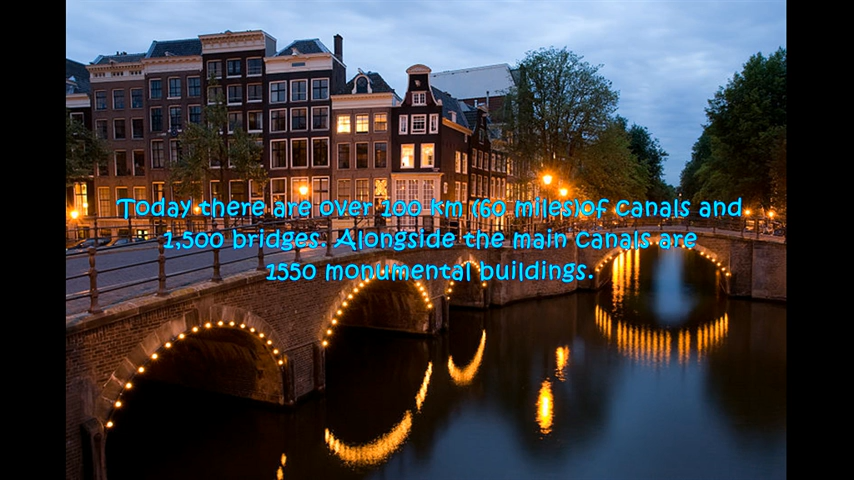 Today there are over 100 km (60 miles)of canals and
1,500 bridges. Alongside the main canals are
1550 monumental buildings.